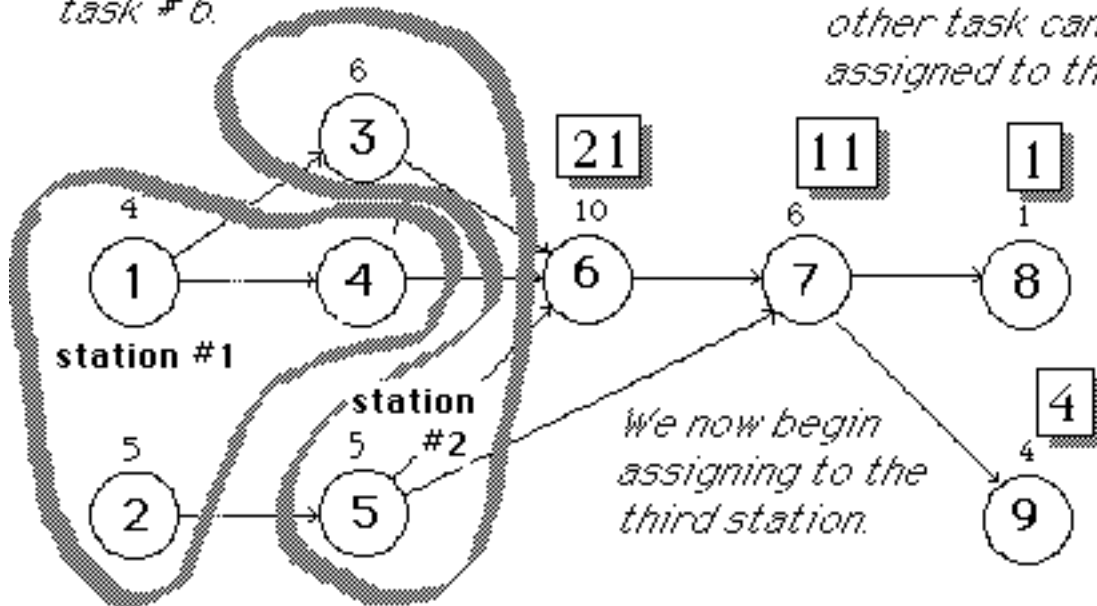 task # 6.
other task can
assigned to th
6
3
21
11
1
4
10
6
1
1
4
6
7
8
station #1
station
#2
4
We now begin
assigning to the
third station.
5
5
4
2
5
9